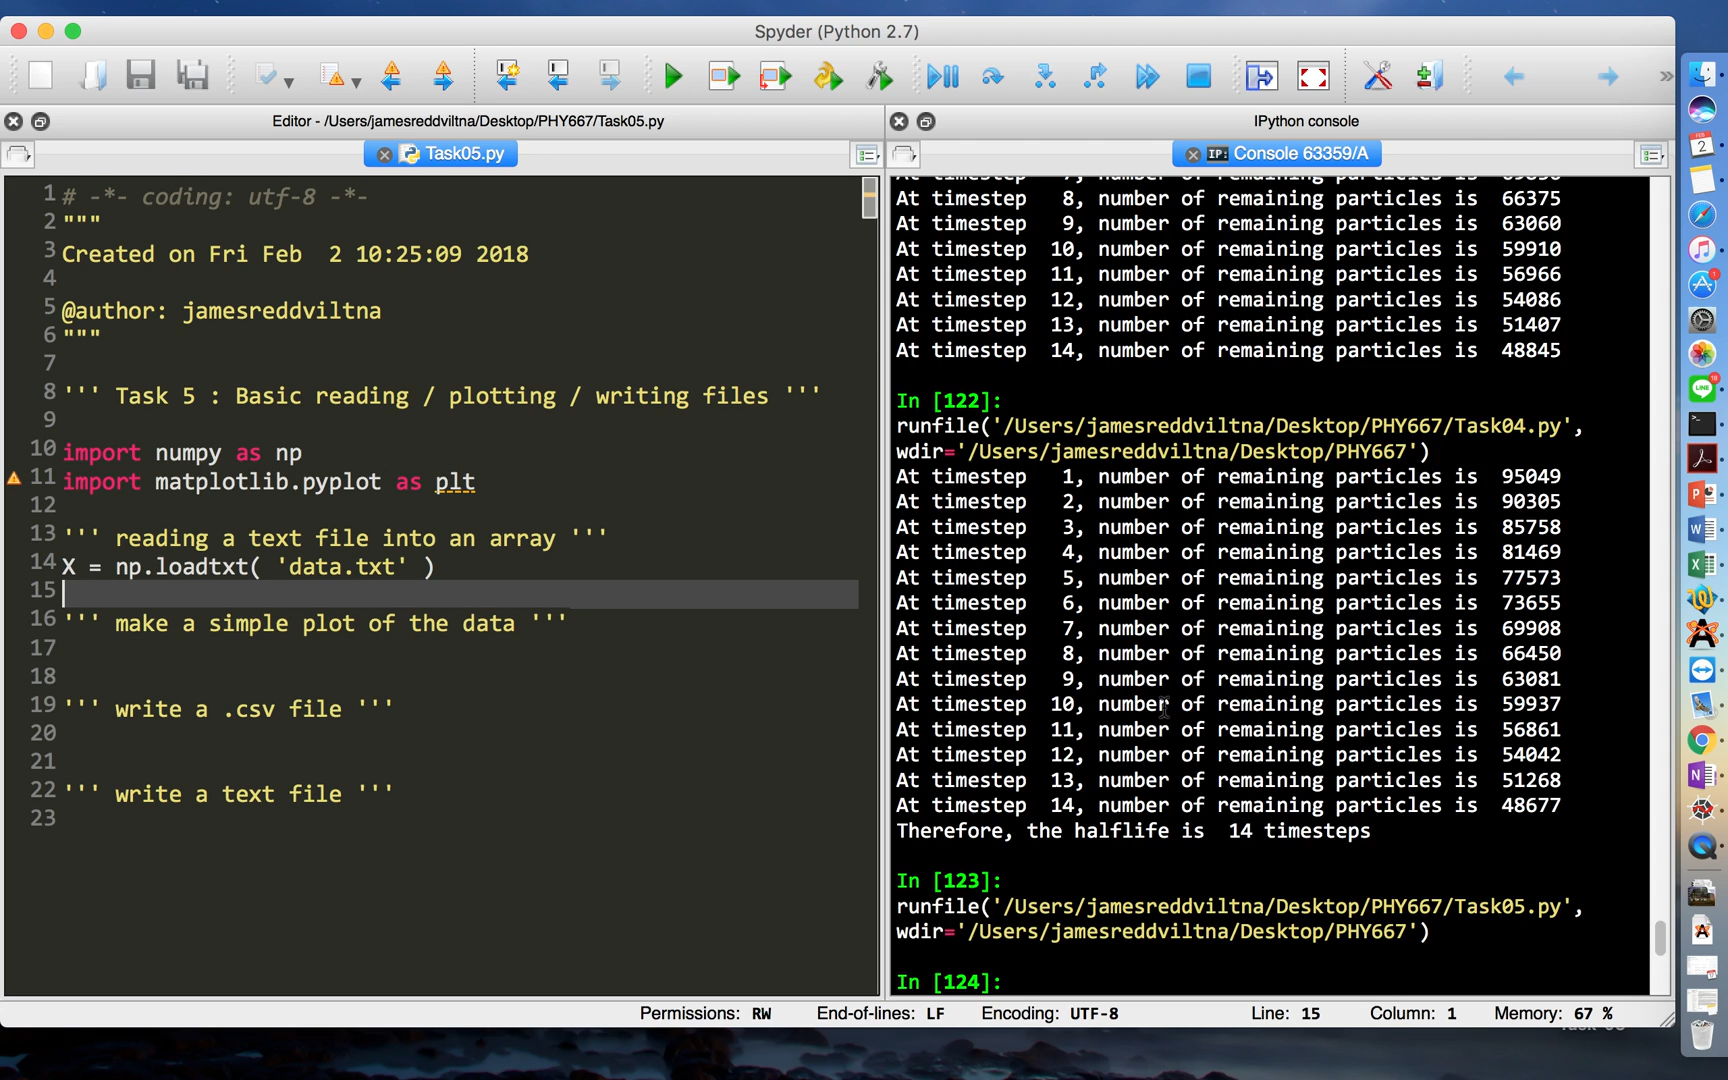 Spyder (Python 2.7)
Editor - /Users/jamesreddviltna/Desktop/PHY667/Task05.py
Task05.py
1 # -*- coding: utf-8 -*-
2 """
3 Created on Fri Feb  2 10:25:09 2018
4
5 @author: jamesreddviltna
6 """
7
8 ''' Task 5 : Basic reading / plotting / writing files '''
9
10 import numpy as np
11 import matplotlib.pyplot as plt
12
13 ''' reading a text file into an array '''
14 X = np.loadtxt( 'data.txt' )
15
16 ''' make a simple plot of the data '''
17
18
19 ''' write a .csv file '''
20
21
22 ''' write a text file '''
23
IPython console
IP: Console 63359/A
At timestep   8, number of remaining particles is  66375
At timestep   9, number of remaining particles is  63060
At timestep  10, number of remaining particles is  59910
At timestep  11, number of remaining particles is  56966
At timestep  12, number of remaining particles is  54086
At timestep  13, number of remaining particles is  51407
At timestep  14, number of remaining particles is  48845
In [122]:
runfile('/Users/jamesreddviltna/Desktop/PHY667/Task04.py',
wdir='/Users/jamesreddviltna/Desktop/PHY667')
At timestep   1, number of remaining particles is  95049
At timestep   2, number of remaining particles is  90305
At timestep   3, number of remaining particles is  85758
At timestep   4, number of remaining particles is  81469
At timestep   5, number of remaining particles is  77573
At timestep   6, number of remaining particles is  73655
At timestep   7, number of remaining particles is  69908
At timestep   8, number of remaining particles is  66450
At timestep   9, number of remaining particles is  63081
At timestep  10, number of remaining particles is  59937
At timestep  11, number of remaining particles is  56861
At timestep  12, number of remaining particles is  54042
At timestep  13, number of remaining particles is  51268
At timestep  14, number of remaining particles is  48677
Therefore, the halflife is  14 timesteps
In [123]:
runfile('/Users/jamesreddviltna/Desktop/PHY667/Task05.py',
wdir='/Users/jamesreddviltna/Desktop/PHY667')
In [124]:
Permissions: RW End-of-lines: LF Encoding: UTF-8 Line: 15 Column: 1 Memory: 67 %